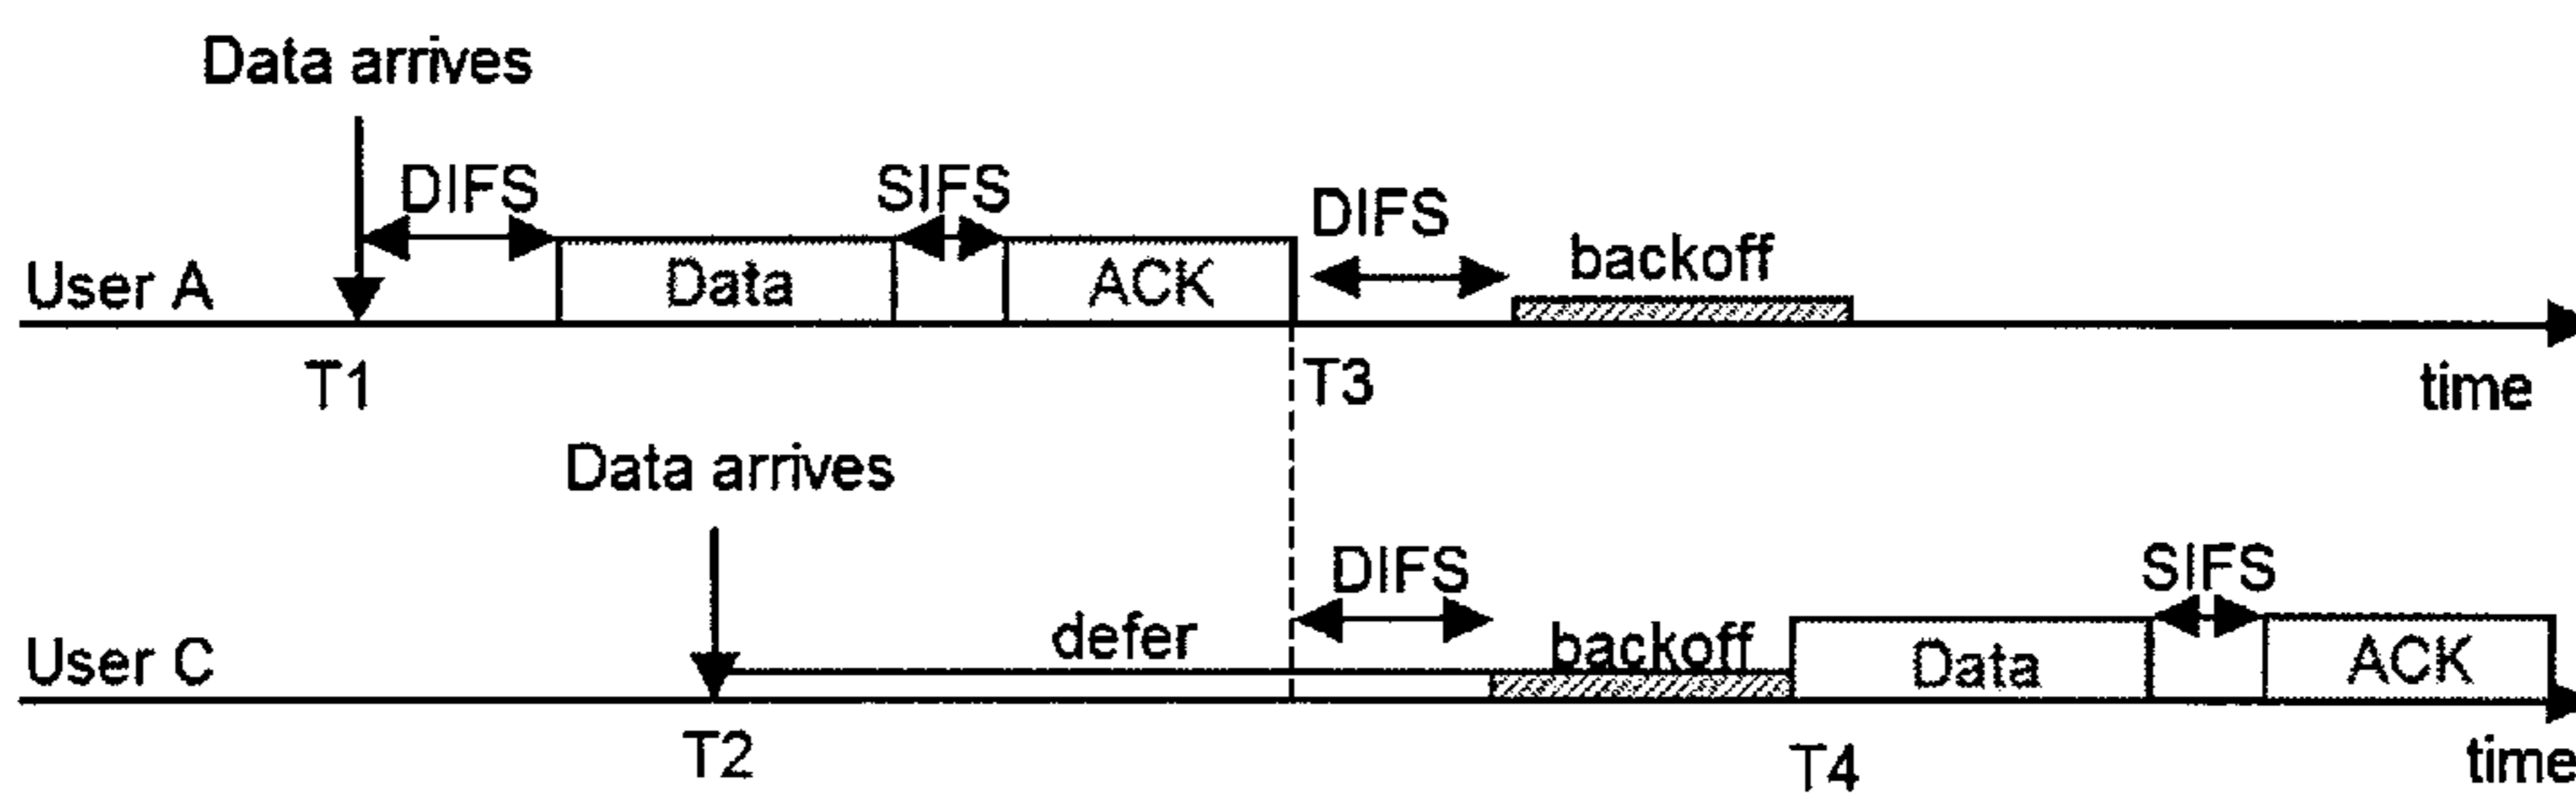 Data arrives
DIFS
SIFS
DIFS
backoff
User A
Data
ACK
T1
T3
time
Data arrives
DIFS
SIFS
defer
backoff
User C
Data
ACK
T2
T4
time